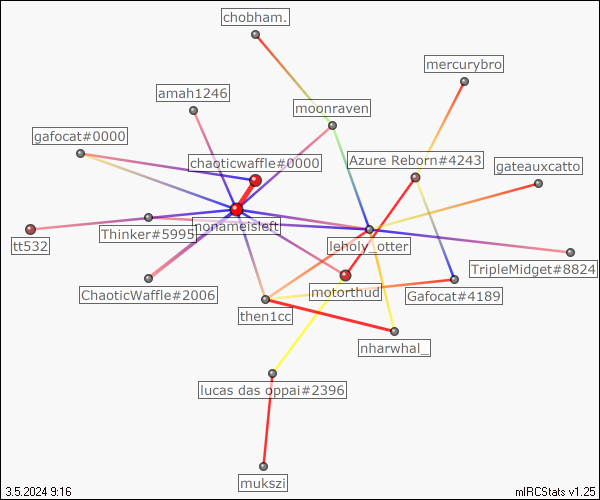 chobham.
mercurybro
amah1246
moonraven
gafocat#0000
chaoticwaffle#0000
Azure Reborn#4243
gateauxcatto
nonameisleft
Thinker#5995
leholy_otter
tt532
TripleMidget#8824
ChaoticWaffle#2006
motorthud
Gafocat#4189
then1cc
nharwhal_
lucas das oppai#2396
mukszi
3.5.2024 9:16
mIRCStats v1.25